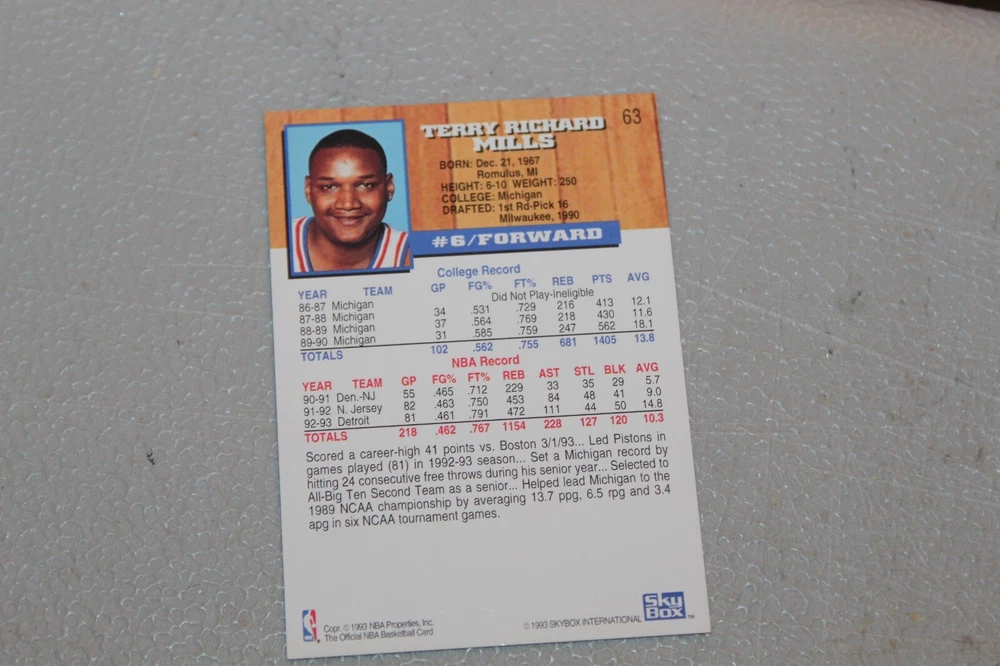 63
TERRY RICHARD
MILLS
BORN: Dec. 21, 1967
Romulus, MI
HEIGHT: 6-10 WEIGHT: 250
COLLEGE: Michigan
DRAFTED: 1st Rd-Pick 16
Milwaukee, 1990
#6/FORWARD
College Record
YEAR TEAM GP FG% FT% REB PTS AVG
86-87 Michigan Did Not Play-Ineligible
87-88 Michigan 34 .531 .729 216 413 12.1
88-89 Michigan 37 .564 .769 218 430 11.6
89-90 Michigan 31 .585 .759 247 562 18.1
TOTALS 102 .562 .755 681 1405 13.8
NBA Record
YEAR TEAM GP FG% FT% REB AST STL BLK AVG
90-91 Den.-NJ 55 .465 .712 229 33 35 29 5.7
91-92 N. Jersey 82 .463 .750 453 84 48 41 9.0
92-93 Detroit 81 .461 .791 472 111 44 50 14.8
TOTALS 218 .462 .767 1154 228 127 120 10.3
Scored a career-high 41 points vs. Boston 3/1/93... Led Pistons in
games played (81) in 1992-93 season... Set a Michigan record by
hitting 24 consecutive free throws during his senior year... Selected to
All-Big Ten Second Team as a senior... Helped lead Michigan to the
1989 NCAA championship by averaging 13.7 ppg. 6.5 rpg and 3.4
apg in six NCAA tournament games.
Copr. © 1993 NBA Properties, Inc.
The Official NBA Basketball Card
© 1993 SKYBOX INTERNATIONAL
SkyBox™